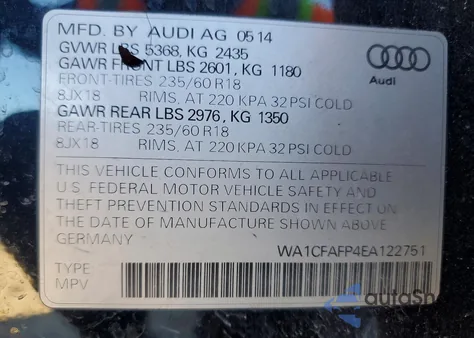 MFD. BY AUDI AG 05 14
GVWR LBS 5368, KG 2435
GAWR FRONT LBS 2601, KG 1180
FRONT-TIRES 235/60 R18
8JX18 RIMS, AT 220 KPA 32 PSI COLD
GAWR REAR LBS 2976, KG 1350
REAR-TIRES 235/60 R18
8JX18 RIMS, AT 220 KPA 32 PSI COLD
Audi
THIS VEHICLE CONFORMS TO ALL APPLICABLE
U.S. FEDERAL MOTOR VEHICLE SAFETY AND
THEFT PREVENTION STANDARDS IN EFFECT ON
THE DATE OF MANUFACTURE SHOWN ABOVE.
GERMANY
WA1CFAFP4EA122751
TYPE
MPV